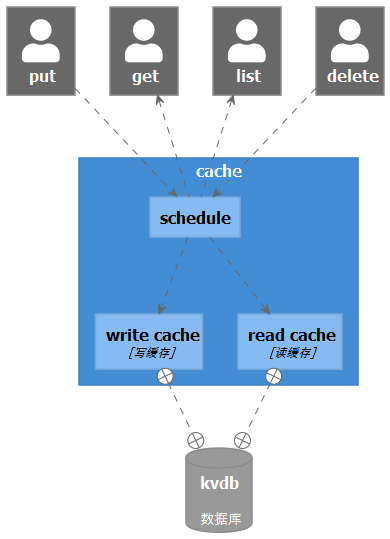 put
get
list
delete
cache
schedule
write cache
[写缓存]
read cache
[读缓存]
kvdb
数据库